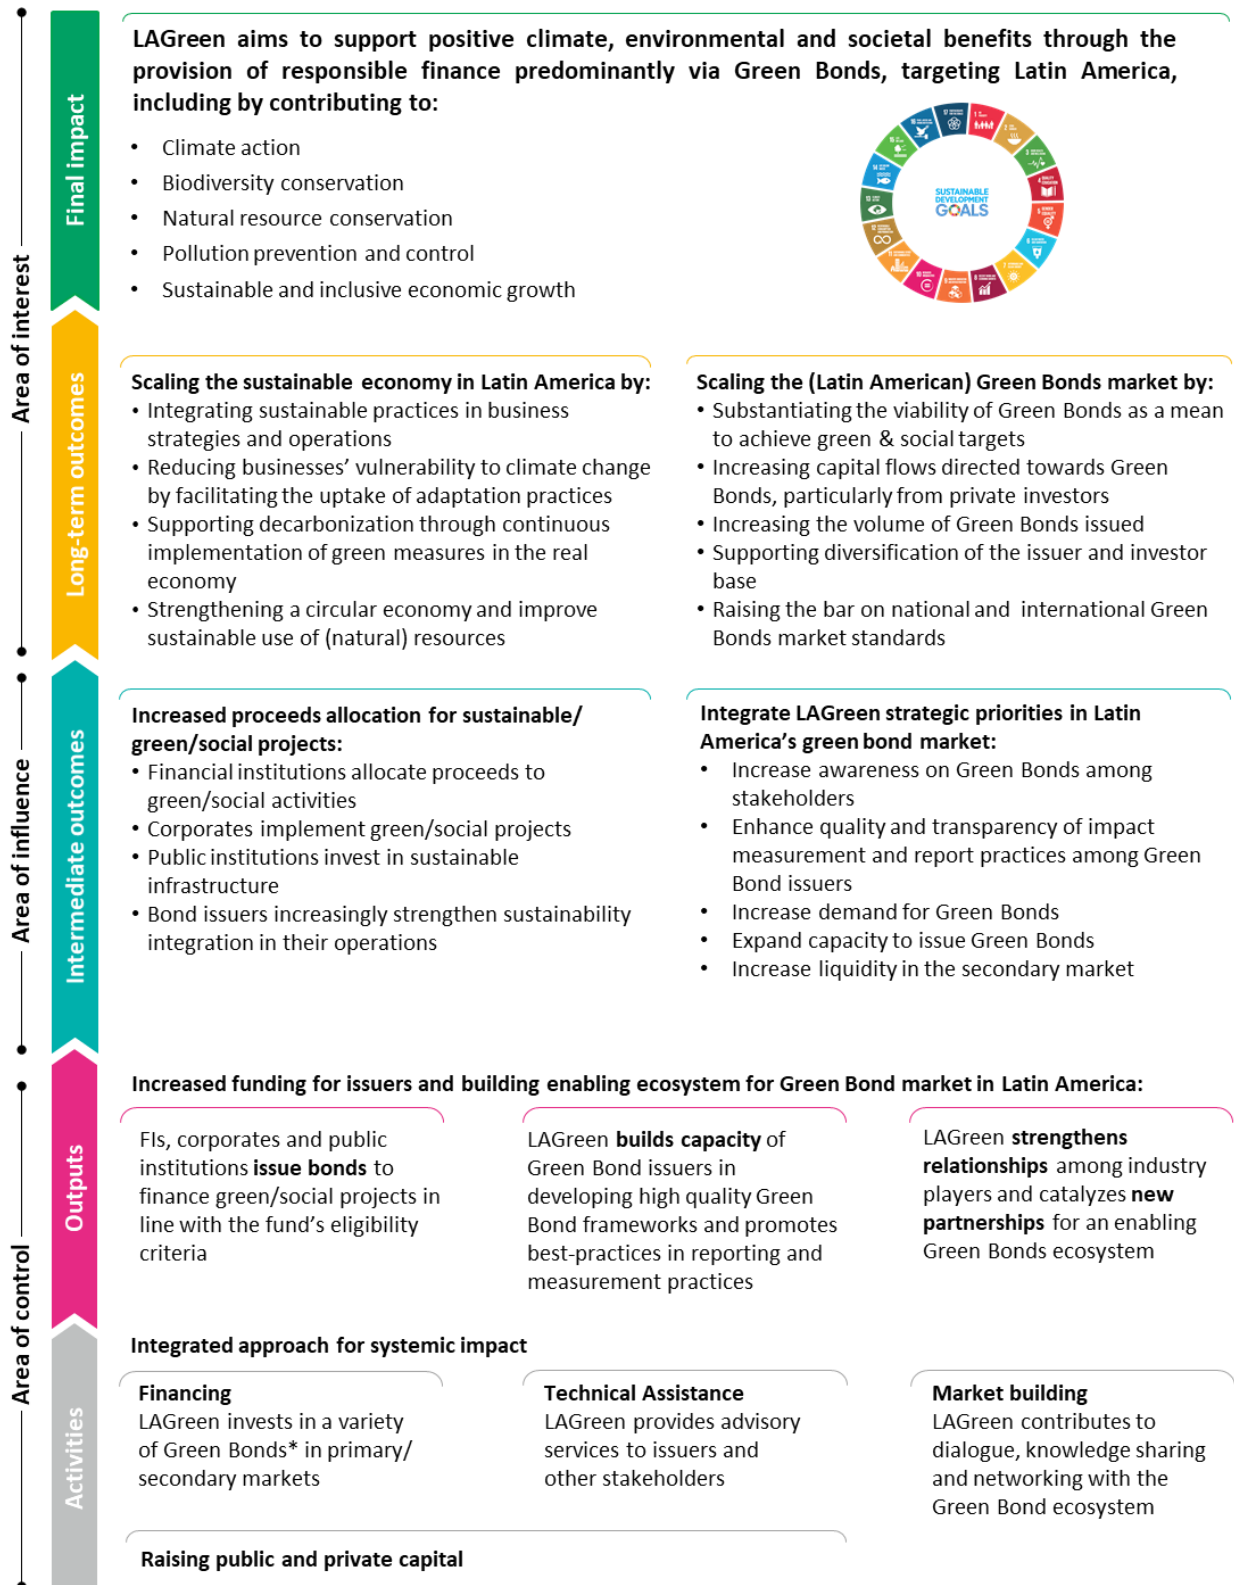 LAGreen aims to support positive climate, environmental and societal benefits through the
provision of responsible finance predominantly via Green Bonds, targeting Latin America,
including by contributing to:
• Climate action
• Biodiversity conservation
• Natural resource conservation
• Pollution prevention and control
• Sustainable and inclusive economic growth
SUSTAINABLE
DEVELOPMENT
GOALS
Final impact
Area of interest
Long-term outcomes
Scaling the sustainable economy in Latin America by:
• Integrating sustainable practices in business
strategies and operations
• Reducing businesses’ vulnerability to climate change
by facilitating the uptake of adaptation practices
• Supporting decarbonization through continuous
implementation of green measures in the real
economy
• Strengthening a circular economy and improve
sustainable use of (natural) resources
Scaling the (Latin American) Green Bonds market by:
• Substantiating the viability of Green Bonds as a mean
to achieve green & social targets
• Increasing capital flows directed towards Green
Bonds, particularly from private investors
• Increasing the volume of Green Bonds issued
• Supporting diversification of the issuer and investor
base
• Raising the bar on national and international Green
Bonds market standards
Area of influence
Intermediate outcomes
Increased proceeds allocation for sustainable/
green/social projects:
• Financial institutions allocate proceeds to
green/social activities
• Corporates implement green/social projects
• Public institutions invest in sustainable
infrastructure
• Bond issuers increasingly strengthen sustainability
integration in their operations
Integrate LAGreen strategic priorities in Latin
America’s green bond market:
• Increase awareness on Green Bonds among
stakeholders
• Enhance quality and transparency of impact
measurement and report practices among Green
Bond issuers
• Increase demand for Green Bonds
• Expand capacity to issue Green Bonds
• Increase liquidity in the secondary market
Area of control
Outputs
Increased funding for issuers and building enabling ecosystem for Green Bond market in Latin America:
FIs, corporates and public
institutions issue bonds to
finance green/social projects in
line with the fund’s eligibility
criteria
LAGreen builds capacity of
Green Bond issuers in
developing high quality Green
Bond frameworks and promotes
best-practices in reporting and
measurement practices
LAGreen strengthens
relationships among industry
players and catalyzes new
partnerships for an enabling
Green Bonds ecosystem
Activities
Integrated approach for systemic impact
Financing
LAGreen invests in a variety
of Green Bonds* in primary/
secondary markets
Technical Assistance
LAGreen provides advisory
services to issuers and
other stakeholders
Market building
LAGreen contributes to
dialogue, knowledge sharing
and networking with the
Green Bond ecosystem
Raising public and private capital